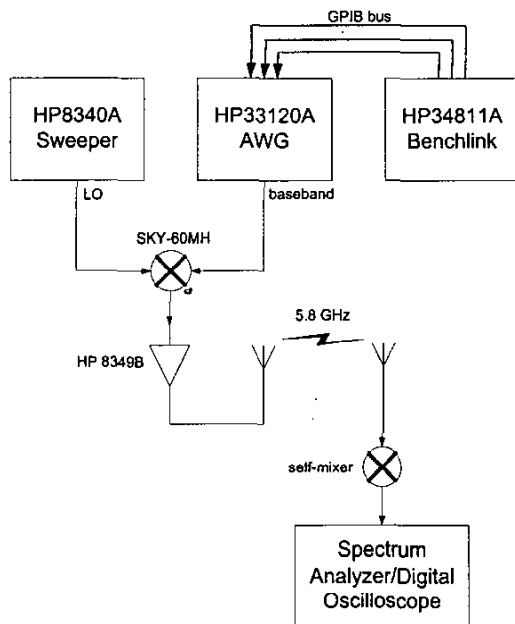 GPIB bus
HP8340A
Sweeper
HP33120A
AWG
HP34811A
Benchlink
LO
baseband
SKY-60MH
5.8 GHz
HP 8349B
self-mixer
Spectrum
Analyzer/Digital
Oscilloscope